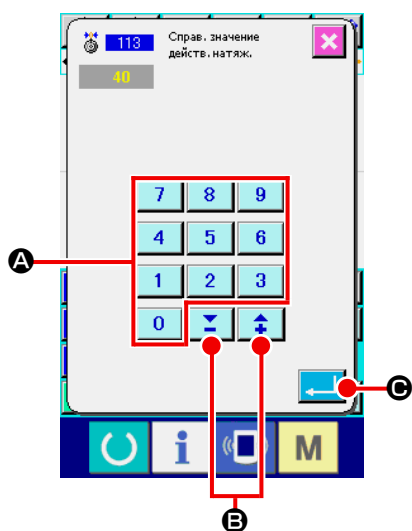 113
Справ. значение
действ. натяж.
40
7 8 9
4 5 6
1 2 3
0
A
B
C
i M